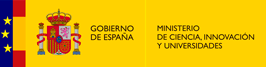 GOBIERNO
DE ESPAÑA
MINISTERIO
DE CIENCIA, INNOVACIÓN
Y UNIVERSIDADES